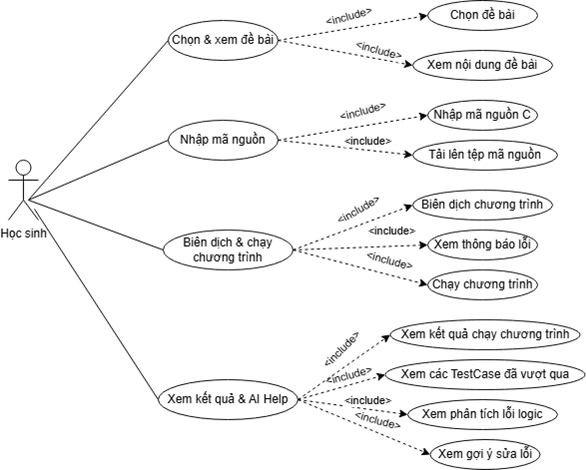 <include>
Chọn đề bài
Chọn & xem đề bài
<include>
Xem nội dung đề bài
<include>
Nhập mã nguồn C
Nhập mã nguồn
<include>
Tải lên tệp mã nguồn
Học sinh
<include>
Biên dịch chương trình
Biên dịch & chạy
chương trình
<include>
Xem thông báo lỗi
<include>
Chạy chương trình
<include>
Xem kết quả chạy chương trình
<include>
Xem các TestCase đã vượt qua
Xem kết quả & AI Help
<include>
Xem phân tích lỗi logic
<include>
Xem gợi ý sửa lỗi